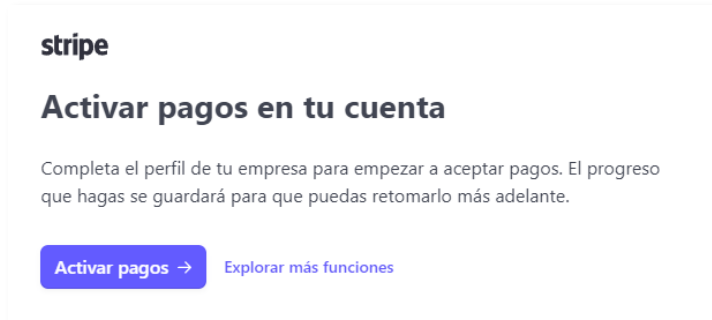 stripe
Activar pagos en tu cuenta
Completa el perfil de tu empresa para empezar a aceptar pagos. El progreso
que hagas se guardará para que puedas retomarlo más adelante.
Activar pagos → Explorar más funciones